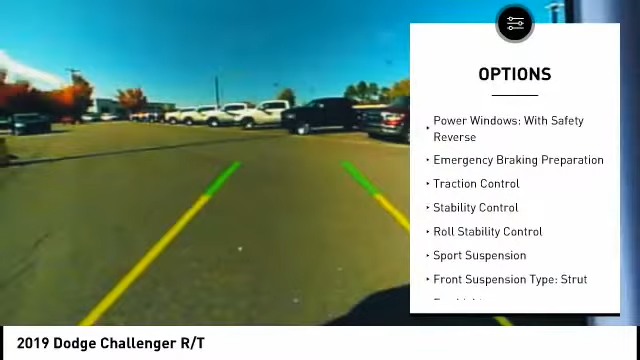 OPTIONS
Power Windows: With Safety
Reverse
Emergency Braking Preparation
Traction Control
Stability Control
Roll Stability Control
Sport Suspension
Front Suspension Type: Strut
2019 Dodge Challenger R/T